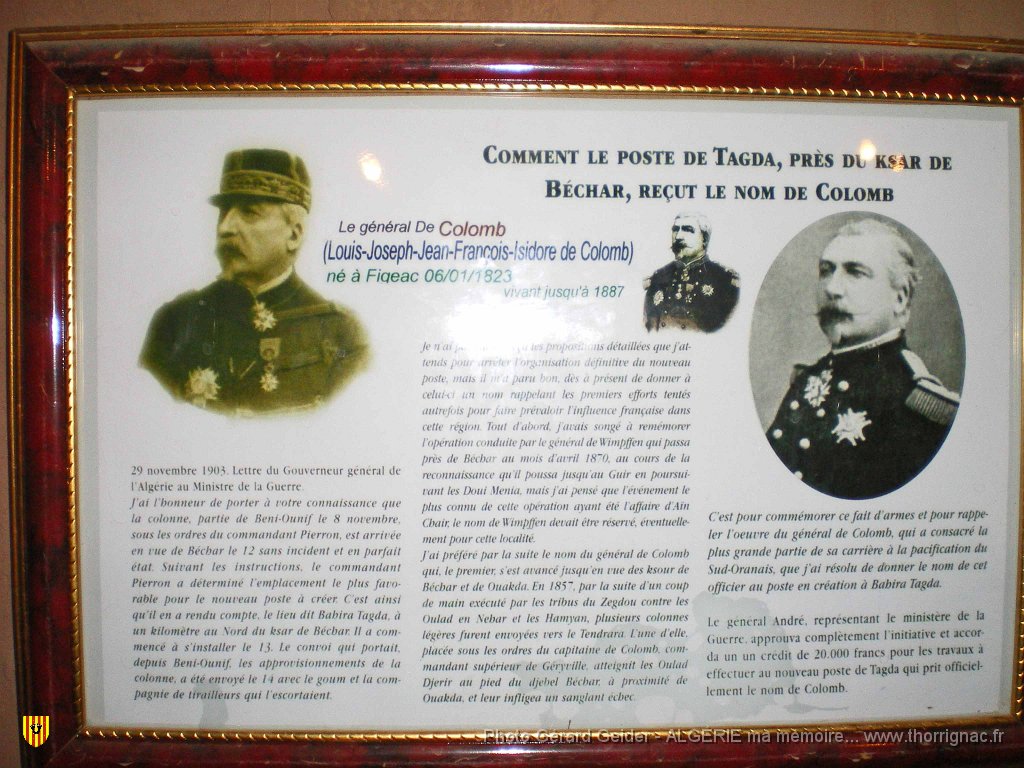 COMMENT LE POSTE DE TAGDA, PRÈS DU KSAR DE
BÉCHAR, REÇUT LE NOM DE COLOMB
Le général De Colomb
(Louis-Joseph-Jean-François-Isidore de Colomb)
né à Figeac 06/01/1823
vivant jusqu'à 1887
29 novembre 1903. Lettre du Gouverneur général de
l'Algérie au Ministre de la Guerre.
J'ai l'honneur de porter à votre connaissance que
la colonne, partie de Beni-Ounif le 8 novembre,
sous les ordres du commandant Pierron, est arrivée
en vue de Béchar le 12 sans incident et en parfait
état. Suivant les instructions, le commandant
Pierron a déterminé l'emplacement le plus favo-
rable pour le nouveau poste à créer. C'est ainsi
qu'il en a rendu compte, le lieu dit Babira Tagda, à
un kilomètre au Nord du ksar de Béchar. Il a com-
mencé à s'installer le 13. Le convoi qui portait,
depuis Beni-Ounif, les approvisionnements de la
colonne, a été envoyé le 14 avec le goum et la com-
pagnie de tirailleurs qui l'escortaient.
Je n'ai les propositions détaillées que j'at-
tends pour arrêter l'organisation définitive du nouveau
poste, mais il m'a paru bon, dès à présent de donner à
celui-ci un nom rappelant les premiers efforts tentés
autrefois pour faire prévaloir l'influence française dans
cette région. Tout d'abord, j'avais songé à remémorer
l'opération conduite par le général de Wimpffen qui passa
près de Béchar au mois d'avril 1870, au cours de la
reconnaissance qu'il poussa jusqu'au Guir en poursui-
vant les Doui Menia, mais j'ai pensé que l'événement le
plus connu de cette opération ayant été l'affaire d'Aïn
Chair, le nom de Wimpffen devait être réservé, éventuelle-
ment pour cette localité.
J'ai préféré par la suite le nom du général de Colomb
qui, le premier, s'est avancé jusqu'en vue des ksour de
Béchar et de Ouakda. En 1857, par la suite d'un coup
de main exécuté par les tribus du Zegdou contre les
Oulad en Nebar et les Hamyan, plusieurs colonnes
légères furent envoyées vers le Tendrara. L'une d'elle,
placée sous les ordres du capitaine de Colomb, com-
mandant supérieur de Géryville, atteignit les Oulad
Djerir au pied du djebel Béchar, à proximité de
Ouakda, et leur infligea un sanglant échec.
C'est pour commémorer ce fait d'armes et pour rappe-
ler l'oeuvre du général de Colomb, qui a consacré la
plus grande partie de sa carrière à la pacification du
Sud-Oranais, que j'ai résolu de donner le nom de cet
officier au poste en création à Babira Tagda.
Le général André, représentant le ministère de la
Guerre, approuva complètement l'initiative et accor-
da un un crédit de 20.000 francs pour les travaux à
effectuer au nouveau poste de Tagda qui prit officiel-
lement le nom de Colomb.
Photo Gérard Geider - ALGERIE ma mémoire... www.thorrignac.fr